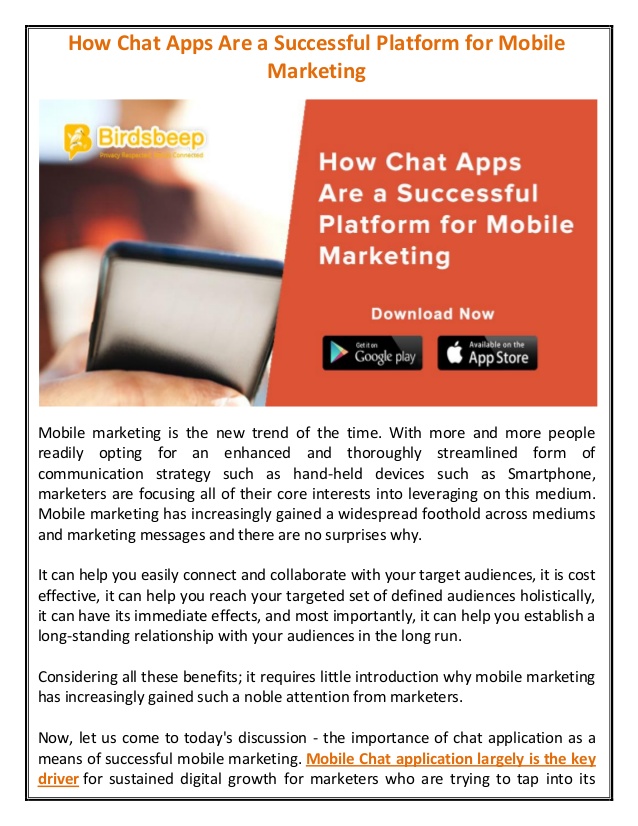 How Chat Apps Are a Successful Platform for Mobile
Marketing
Birdsbeep
How Chat Apps
Are a Successful
Platform for Mobile
Marketing
Download Now
Get it on
Google play
Available on the
App Store
Mobile marketing is the new trend of the time. With more and more people
readily opting for an enhanced and thoroughly streamlined form of
communication strategy such as hand-held devices such as Smartphone,
marketers are focusing all of their core interests into leveraging on this medium.
Mobile marketing has increasingly gained a widespread foothold across mediums
and marketing messages and there are no surprises why.
It can help you easily connect and collaborate with your target audiences, it is cost
effective, it can help you reach your targeted set of defined audiences holistically,
it can have its immediate effects, and most importantly, it can help you establish a
long-standing relationship with your audiences in the long run.
Considering all these benefits; it requires little introduction why mobile marketing
has increasingly gained such a noble attention from marketers.
Now, let us come to today's discussion - the importance of chat application as a
means of successful mobile marketing. Mobile Chat application largely is the key
driver for sustained digital growth for marketers who are trying to tap into its